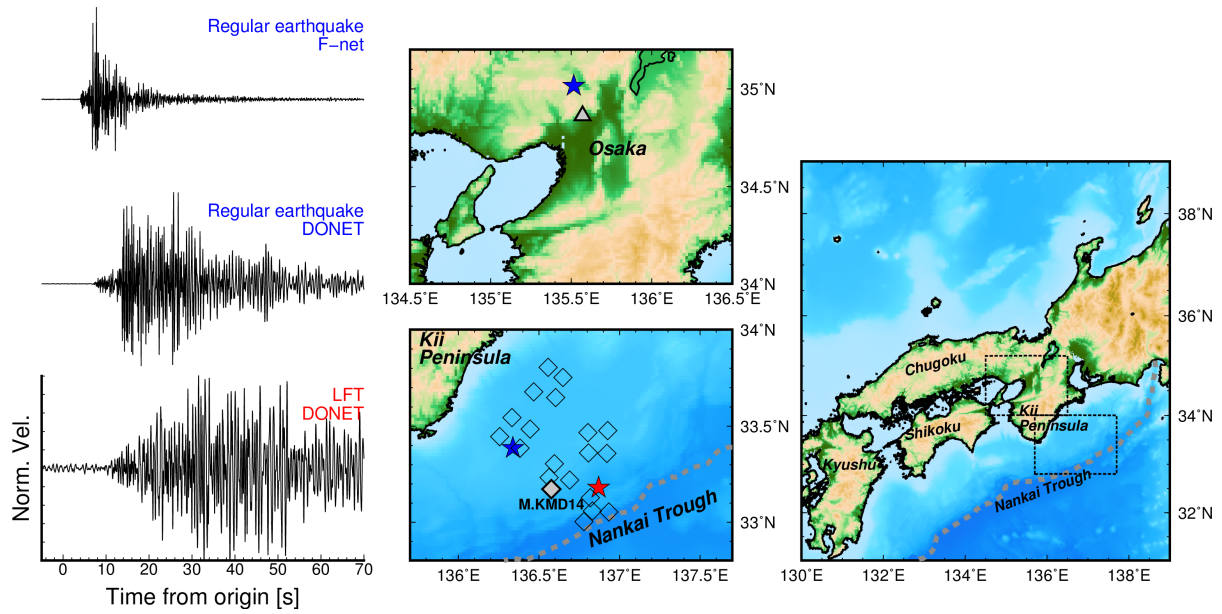 Regular earthquake
F−net
Regular earthquake
DONET
LFT
DONET
Norm. Vel.
0 10 20 30 40 50 60 70
Time from origin [s]
Osaka
35˚N
34.5˚N
34˚N
134.5˚E 135˚E 135.5˚E 136˚E 136.5˚E
Kii
Peninsula
M.KMD14
Nankai Trough
34˚N
33.5˚N
33˚N
136˚E 136.5˚E 137˚E 137.5˚E
Chugoku
Kii
Peninsula
Shikoku
Kyushu
Nankai Trough
38˚N
36˚N
34˚N
32˚N
130˚E 132˚E 134˚E 136˚E 138˚E